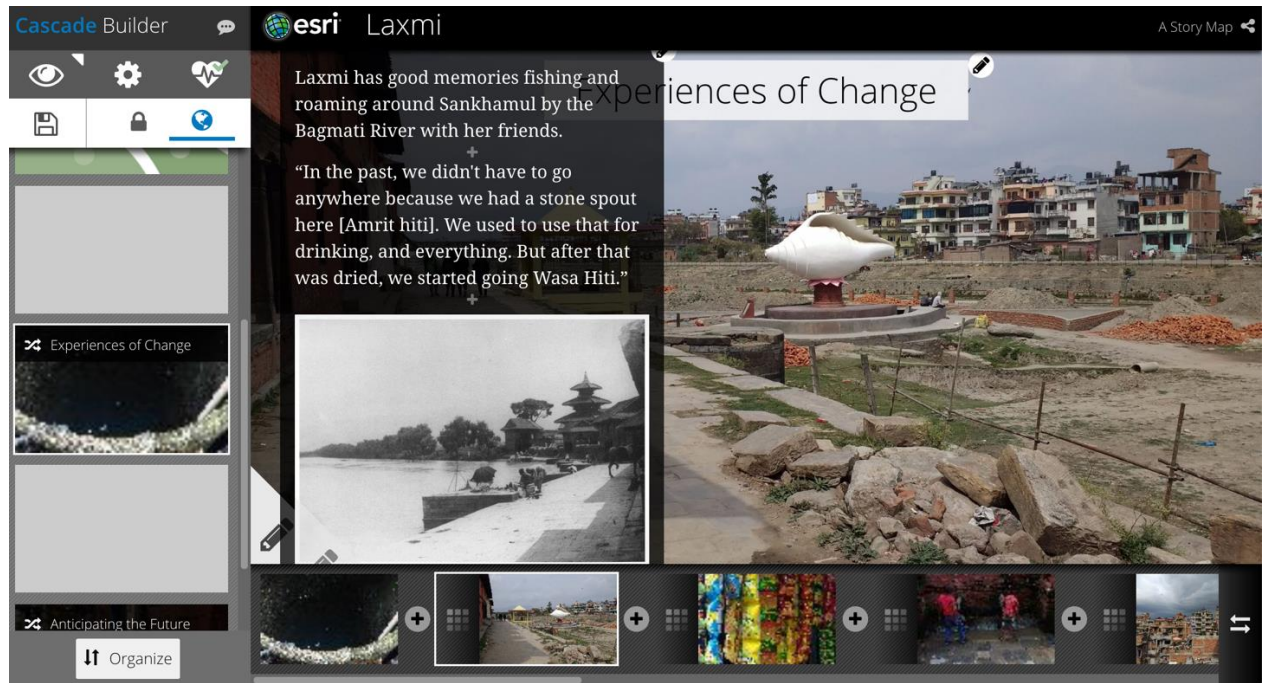 Cascade Builder
esri
Laxmi
A Story Map
Laxmi has good memories fishing and
roaming around Sankhamul by the
Bagmati River with her friends.
“In the past, we didn't have to go
anywhere because we had a stone spout
here [Amrit hiti]. We used to use that for
drinking, and everything. But after that
was dried, we started going Wasa Hiti.”
Experiences of Change
Experiences of Change
Anticipating the Future
Organize